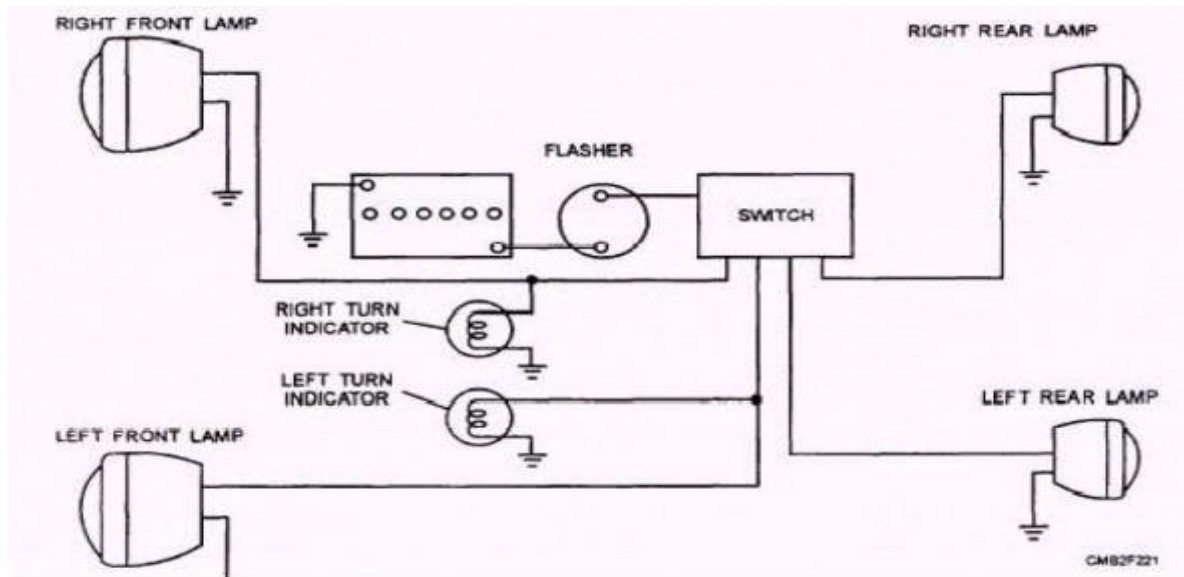 RIGHT FRONT LAMP
RIGHT REAR LAMP
FLASHER
SWITCH
RIGHT TURN
INDICATOR
LEFT TURN
INDICATOR
LEFT REAR LAMP
LEFT FRONT LAMP
CMB2F221